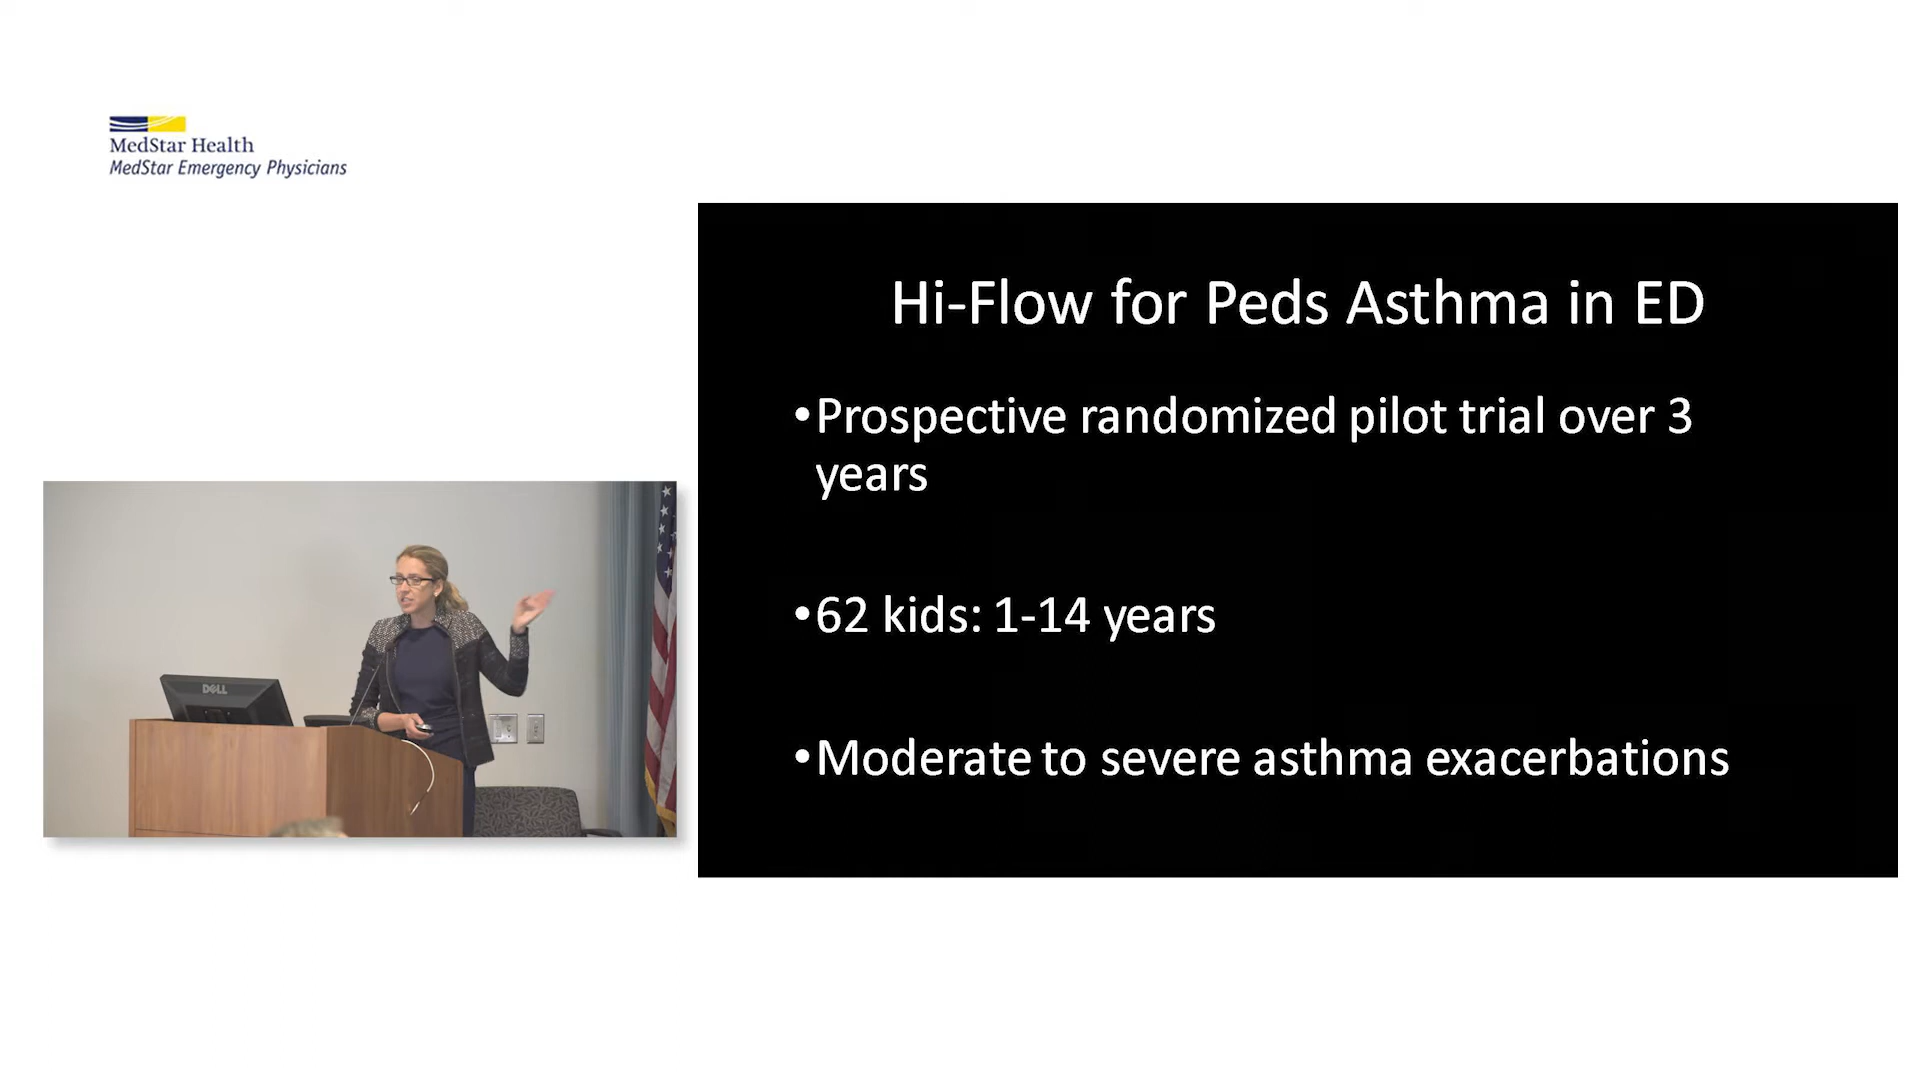 MedStar Health
MedStar Emergency Physicians
Hi-Flow for Peds Asthma in ED
•Prospective randomized pilot trial over 3
years
•62 kids: 1-14 years
•Moderate to severe asthma exacerbations
DELL